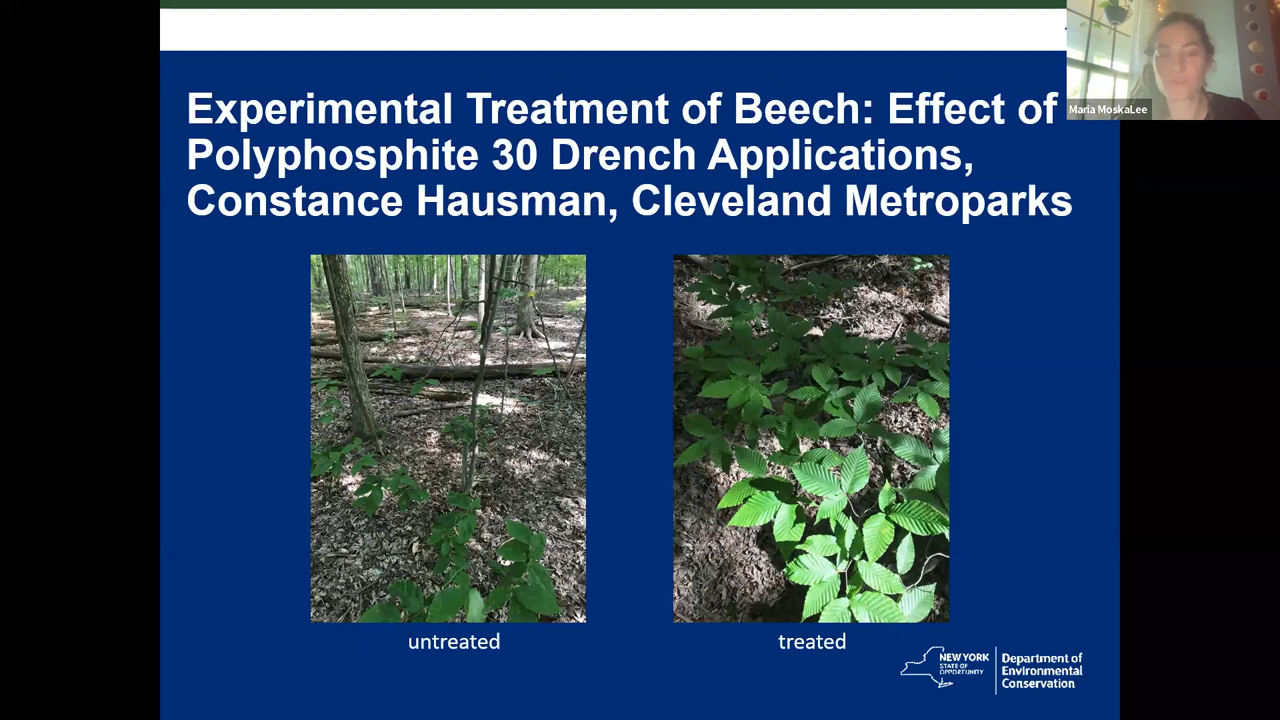 Experimental Treatment of Beech: Effect of
Polyphosphite 30 Drench Applications,
Constance Hausman, Cleveland Metroparks
Maria MoskaLee
untreated
treated
NEW YORK
STATE OF
OPPORTUNITY
Department of
Environmental
Conservation